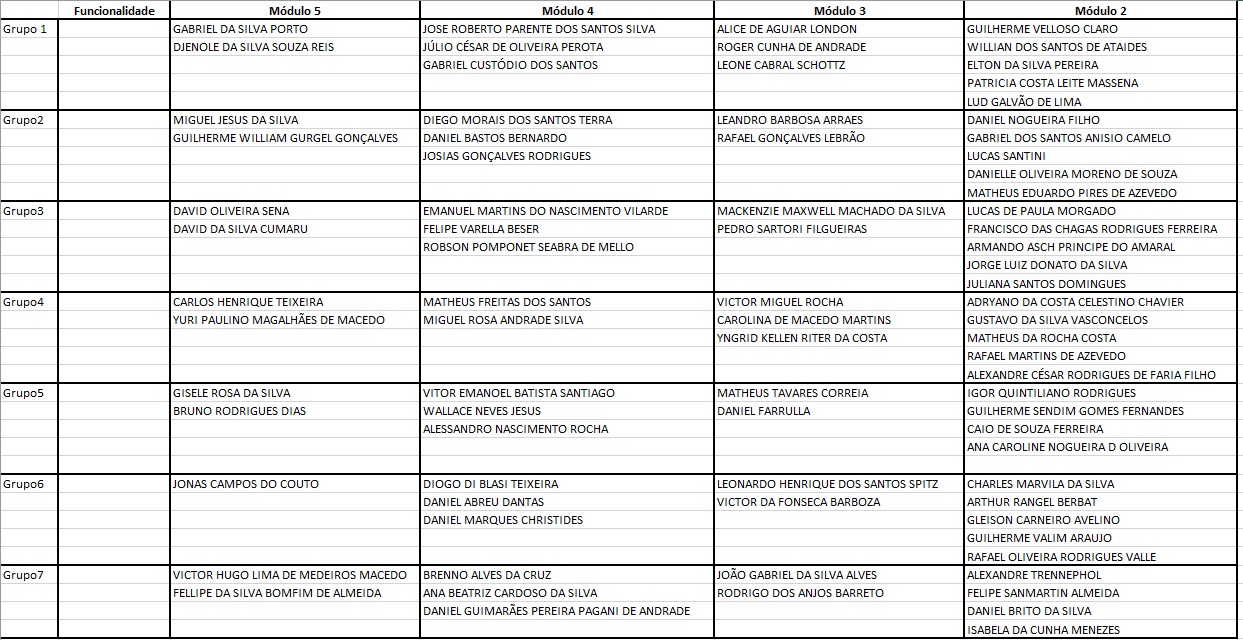 Funcionalidade Módulo 5 Módulo 4 Módulo 3 Módulo 2
Grupo 1 GABRIEL DA SILVA PORTO JOSE ROBERTO PARENTE DOS SANTOS SILVA ALICE DE AGUIAR LONDON GUILHERME VELLOSO CLARO
DJENOLE DA SILVA SOUZA REIS JÚLIO CÉSAR DE OLIVEIRA PEROTA ROGER CUNHA DE ANDRADE WILLIAN DOS SANTOS DE ATAIDES
GABRIEL CUSTÓDIO DOS SANTOS LEONE CABRAL SCHOTTZ ELTON DA SILVA PEREIRA
PATRICIA COSTA LEITE MASSENA
LUD GALVÃO DE LIMA
Grupo2 MIGUEL JESUS DA SILVA DIEGO MORAIS DOS SANTOS TERRA LEANDRO BARBOSA ARRAES DANIEL NOGUEIRA FILHO
GUILHERME WILLIAM GURGEL GONÇALVES DANIEL BASTOS BERNARDO RAFAEL GONÇALVES LEBRÃO GABRIEL DOS SANTOS ANISIO CAMELO
JOSIAS GONÇALVES RODRIGUES LUCAS SANTINI
DANIELLE OLIVEIRA MORENO DE SOUZA
MATHEUS EDUARDO PIRES DE AZEVEDO
Grupo3 DAVID OLIVEIRA SENA EMANUEL MARTINS DO NASCIMENTO VILARDE MACKENZIE MAXWELL MACHADO DA SILVA LUCAS DE PAULA MORGADO
DAVID DA SILVA CUMARU FELIPE VARELLA BESER PEDRO SARTORI FILGUEIRAS FRANCISCO DAS CHAGAS RODRIGUES FERREIRA
ROBSON POMPONET SEABRA DE MELLO ARMANDO ASCH PRINCIPE DO AMARAL
JORGE LUIZ DONATO DA SILVA
JULIANA SANTOS DOMINGUES
Grupo4 CARLOS HENRIQUE TEIXEIRA MATHEUS FREITAS DOS SANTOS VICTOR MIGUEL ROCHA ADRYANO DA COSTA CELESTINO CHAVIER
YURI PAULINO MAGALHÃES DE MACEDO MIGUEL ROSA ANDRADE SILVA CAROLINA DE MACEDO MARTINS GUSTAVO DA SILVA VASCONCELOS
YNGRID KELLEN RITER DA COSTA MATHEUS DA ROCHA COSTA
RAFAEL MARTINS DE AZEVEDO
ALEXANDRE CÉSAR RODRIGUES DE FARIA FILHO
Grupo5 GISELE ROSA DA SILVA VITOR EMANOEL BATISTA SANTIAGO MATHEUS TAVARES CORREIA IGOR QUINTILIANO RODRIGUES
BRUNO RODRIGUES DIAS WALLACE NEVES JESUS DANIEL FARRULLA GUILHERME SENDIM GOMES FERNANDES
ALESSANDRO NASCIMENTO ROCHA CAIO DE SOUZA FERREIRA
ANA CAROLINE NOGUEIRA D OLIVEIRA
Grupo6 JONAS CAMPOS DO COUTO DIOGO DI BLASI TEIXEIRA LEONARDO HENRIQUE DOS SANTOS SPITZ CHARLES MARVILA DA SILVA
DANIEL ABREU DANTAS VICTOR DA FONSECA BARBOZA ARTHUR RANGEL BERBAT
DANIEL MARQUES CHRISTIDES GLEISON CARNEIRO AVELINO
GUILHERME VALIM ARAUJO
RAFAEL OLIVEIRA RODRIGUES VALLE
Grupo7 VICTOR HUGO LIMA DE MEDEIROS MACEDO BRENNO ALVES DA CRUZ JOÃO GABRIEL DA SILVA ALVES ALEXANDRE TRENNEPHOL
FELLIPE DA SILVA BOMFIM DE ALMEIDA ANA BEATRIZ CARDOSO DA SILVA RODRIGO DOS ANJOS BARRETO FELIPE SANMARTIN ALMEIDA
DANIEL GUIMARÃES PEREIRA PAGANI DE ANDRADE DANIEL BRITO DA SILVA
ISABELA DA CUNHA MENEZES